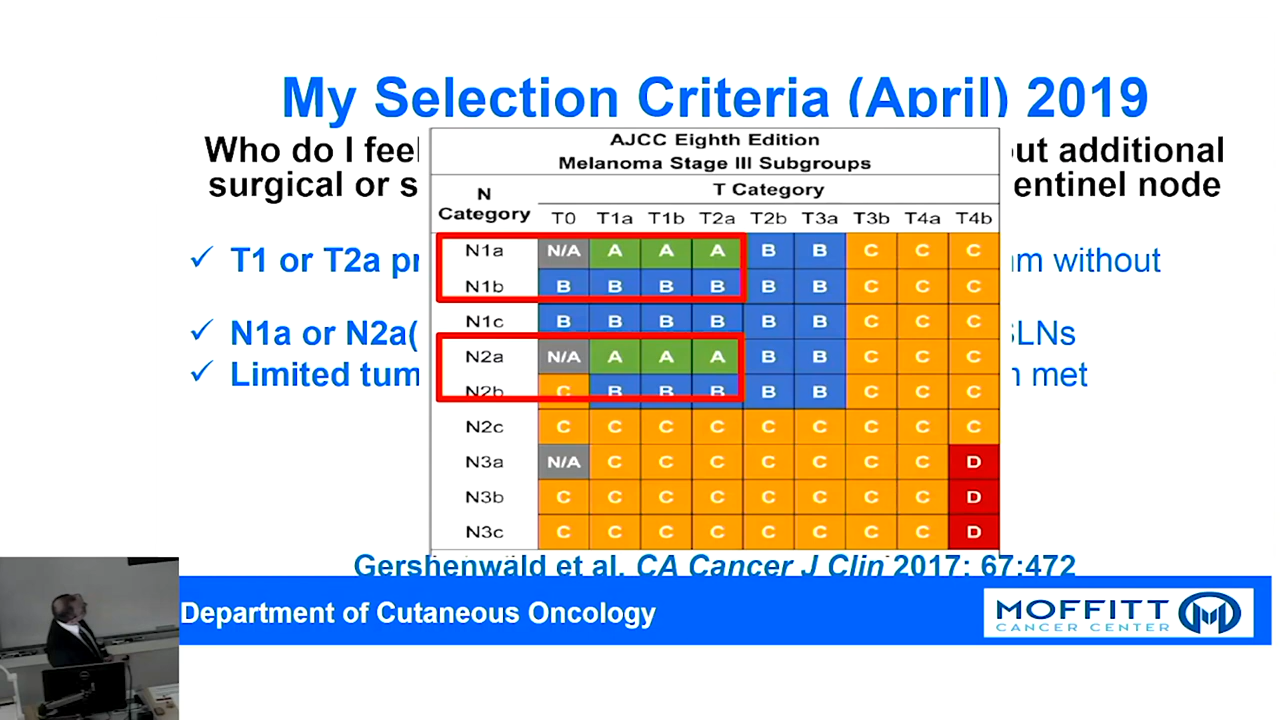 My Selection Criteria (April) 2019
Who do I feel ut additional
surgical or s entinel node
AJCC Eighth Edition
Melanoma Stage III Subgroups
N Category
T Category
T0 T1a T1b T2a T2b T3a T3b T4a T4b
N1a N/A A A A B B C C C
N1b B B B B B B C C C
N1c B B B B B B C C C
N2a N/A A A A B B C C C
N2b C B B B B B C C C
N2c C C C C C C C C C
N3a N/A C C C C C C C D
N3b C C C C C C C C D
N3c C C C C C C C C D
✓ T1 or T2a pr m without
✓ N1a or N2a( SLNs
✓ Limited tum met
Gershenwald et al. CA Cancer J Clin 2017; 67:472
Department of Cutaneous Oncology
MOFFITT
CANCER CENTER